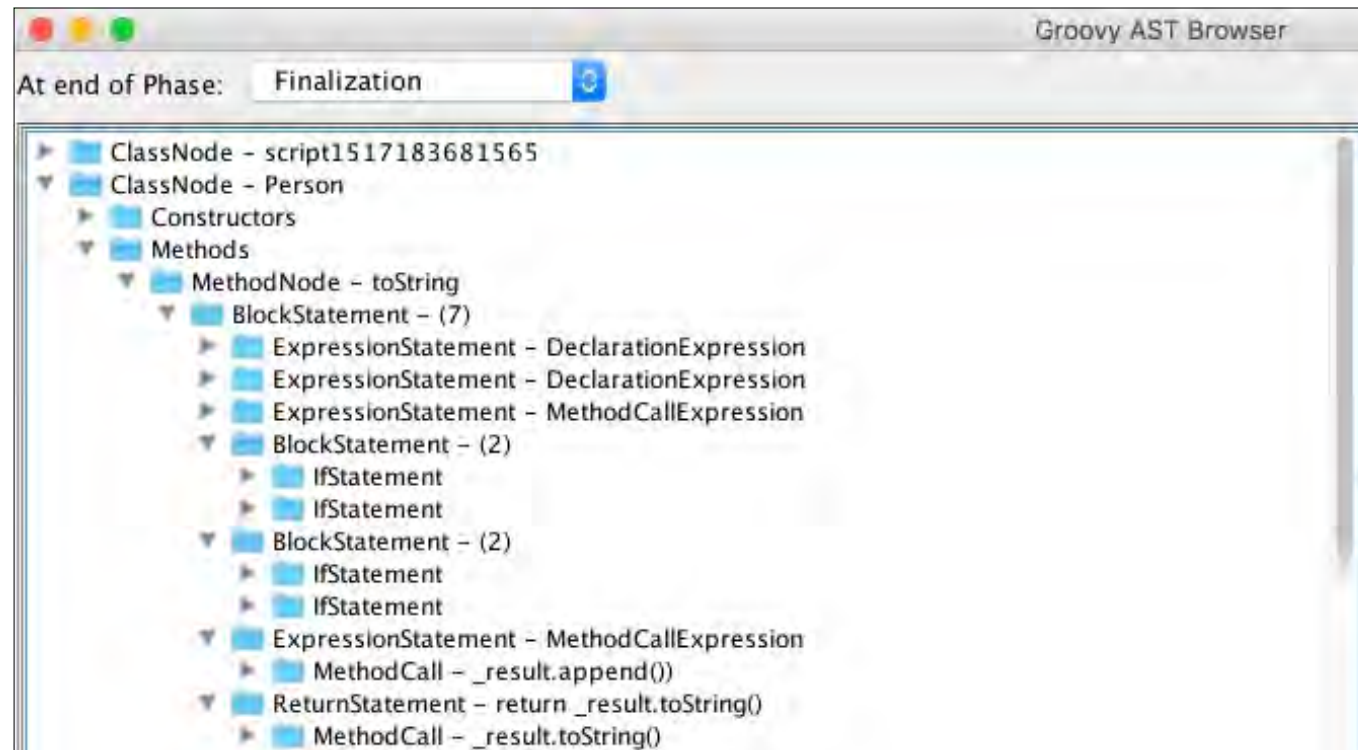 Groovy AST Browser
At end of Phase: Finalization
ClassNode - script1517183681565
ClassNode - Person
Constructors
Methods
MethodNode - toString
BlockStatement - (7)
ExpressionStatement - DeclarationExpression
ExpressionStatement - DeclarationExpression
ExpressionStatement - MethodCallExpression
BlockStatement - (2)
IfStatement
IfStatement
BlockStatement - (2)
IfStatement
IfStatement
ExpressionStatement - MethodCallExpression
MethodCall - _result.append())
ReturnStatement - return _result.toString()
MethodCall - _result.toString()